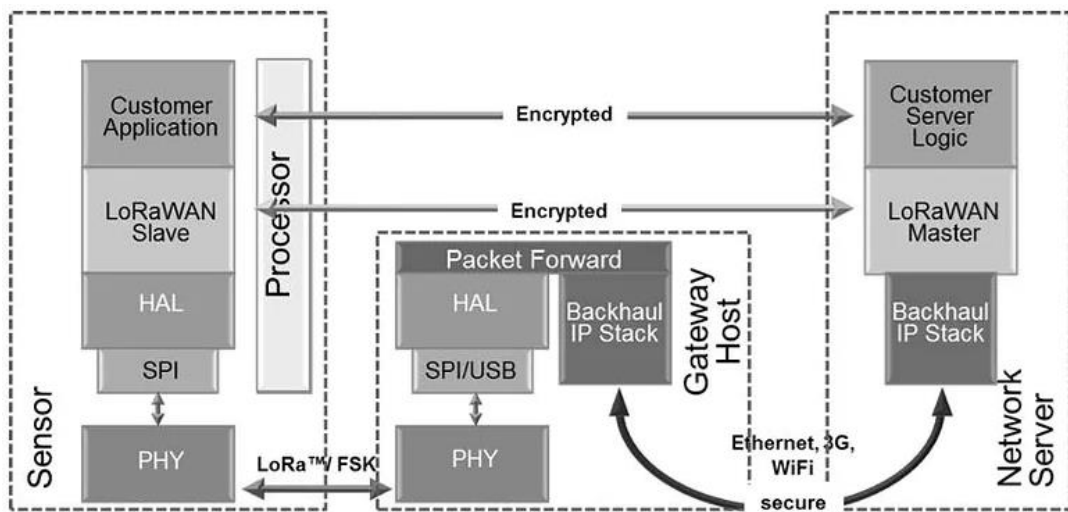 Customer
Application
LoRaWAN
Slave
HAL
SPI
PHY
Processor
Sensor
Encrypted
Encrypted
LoRa™/ FSK
Packet Forward
HAL
SPI/USB
PHY
Backhaul
IP Stack
Gateway
Host
Ethernet, 3G,
WiFi
secure
Customer
Server
Logic
LoRaWAN
Master
Backhaul
IP Stack
Network
Server